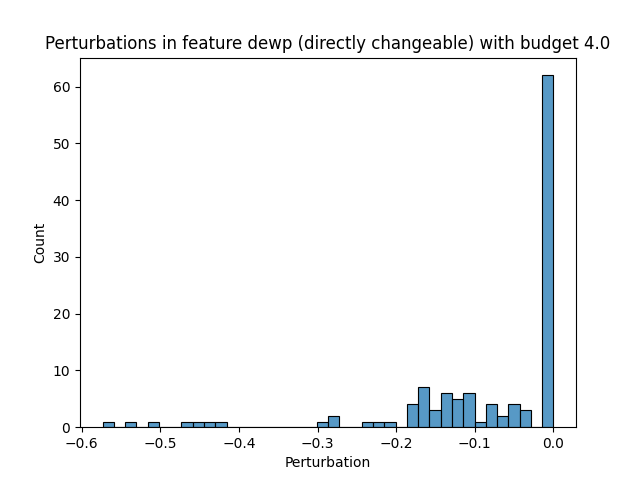 Perturbations in feature dewp (directly changeable) with budget 4.0
60
50
40
30
20
10
0
Count
−0.6 −0.5 −0.4 −0.3 −0.2 −0.1 0.0
Perturbation